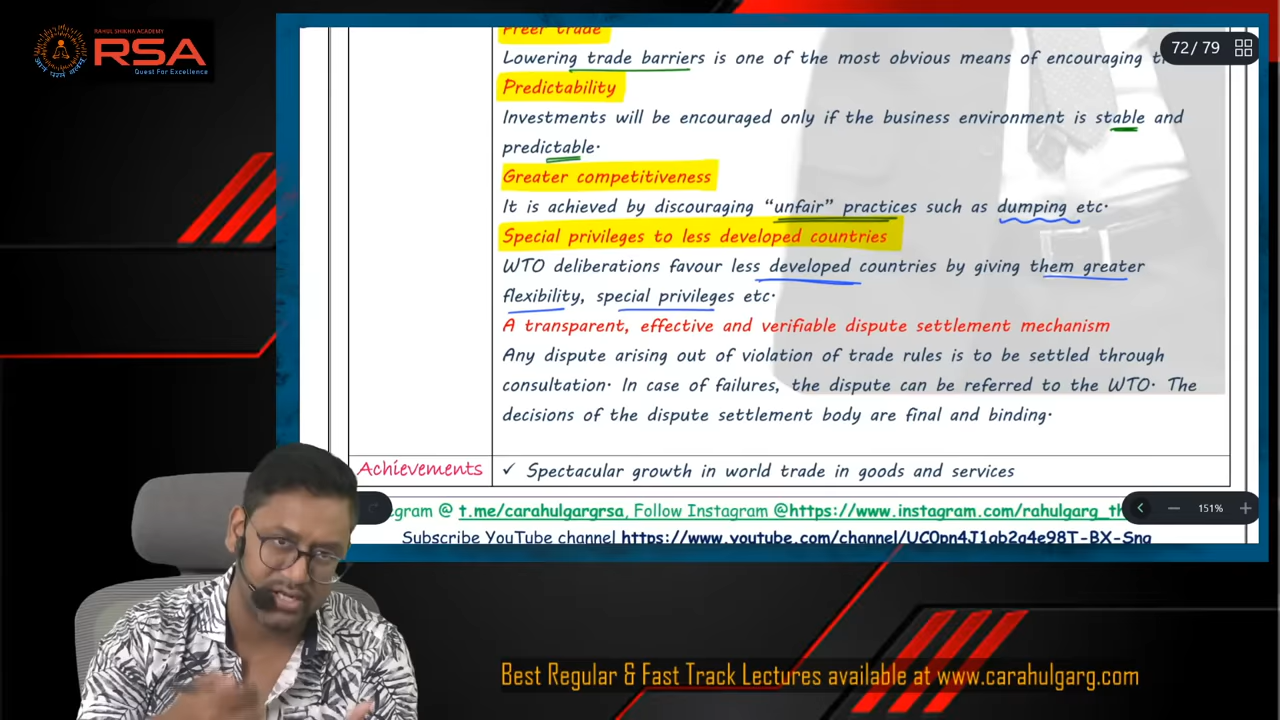 RAHUL SIKHA ACADEMY
RSA
Quest For Excellence
72 / 79
Freer trade
Lowering trade barriers is one of the most obvious means of encouraging
Predictability
Investments will be encouraged only if the business environment is stable and
predictable.
Greater competitiveness
It is achieved by discouraging “unfair” practices such as dumping etc.
Special privileges to less developed countries
WTO deliberations favour less developed countries by giving them greater
flexibility, special privileges etc.
A transparent, effective and verifiable dispute settlement mechanism
Any dispute arising out of violation of trade rules is to be settled through
consultation. In case of failures, the dispute can be referred to the WTO. The
decisions of the dispute settlement body are final and binding.
Achievements
✓ Spectacular growth in world trade in goods and services
egram @ t.me/carahulgargrsa, Follow Instagram @https://www.instagram.com/rahulgarg_th
151%
Subscribe YouTube channel https://www.youtube.com/channel/
Best Regular & Fast Track Lectures available at www.carahulgarg.com